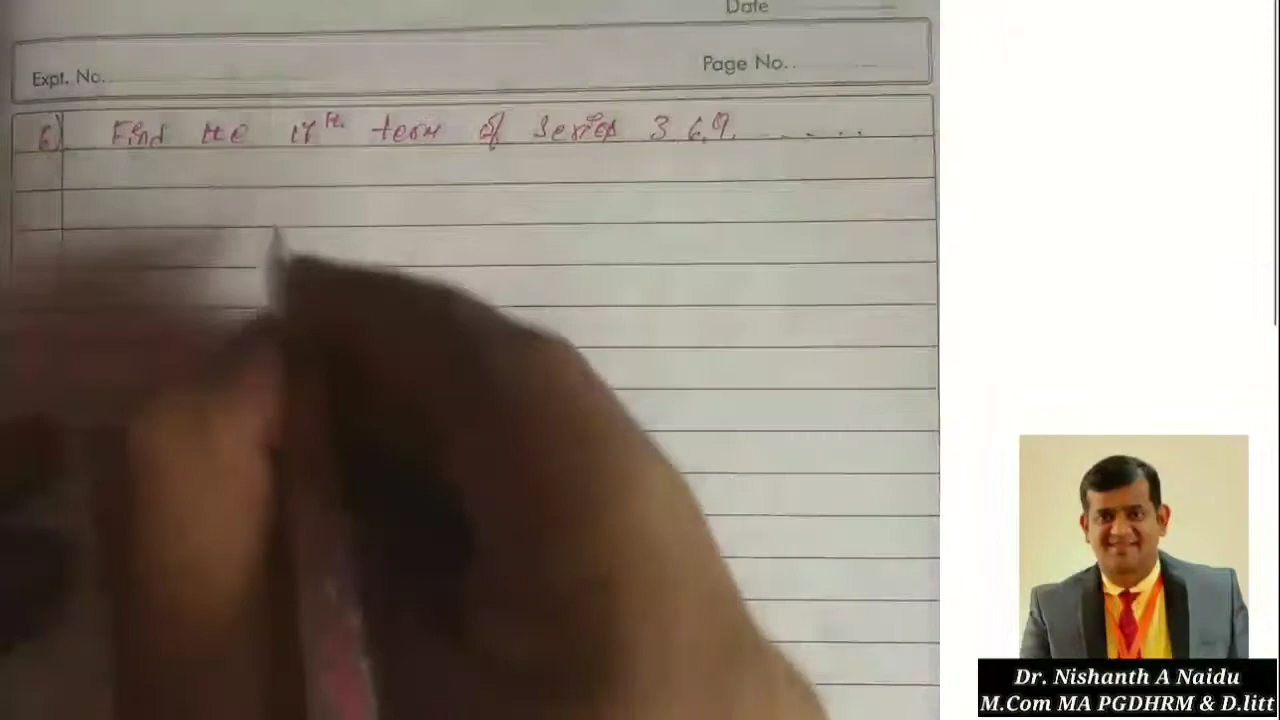 Date
Expt. No.
Page No.
6) Find the 17th term of series 3 6, 9, ......
Dr. Nishanth A Naidu
M.Com MA PGDHRM & D.litt